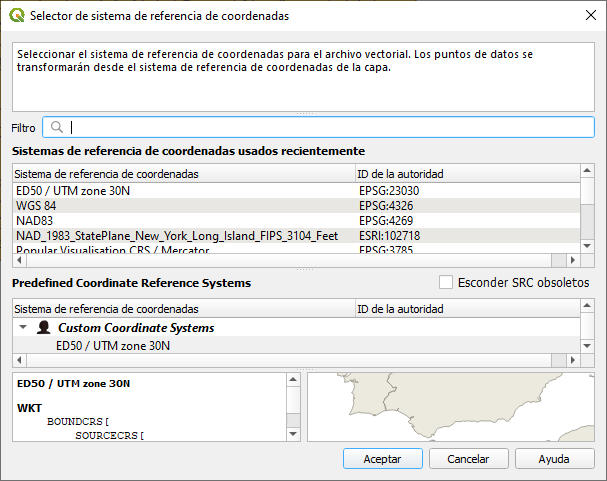 Selector de sistema de referencia de coordenadas
Seleccionar el sistema de referencia de coordenadas para el archivo vectorial. Los puntos de datos se
transformarán desde el sistema de referencia de coordenadas de la capa.
Filtro
Sistemas de referencia de coordenadas usados recientemente
Sistema de referencia de coordenadas ID de la autoridad
ED50 / UTM zone 30N EPSG:23030
WGS 84 EPSG:4326
NAD83 EPSG:4269
NAD_1983_StatePlane_New_York_Long_Island_FIPS_3104_Feet ESRI:102718
Popular Visualisation CRS / Mercator EPSG:3785
Predefined Coordinate Reference Systems Esconder SRC obsoletos
Sistema de referencia de coordenadas ID de la autoridad
Custom Coordinate Systems
ED50 / UTM zone 30N
ED50 / UTM zone 30N
WKT
BOUNDCRS [
SOURCECRS [
Aceptar Cancelar Ayuda